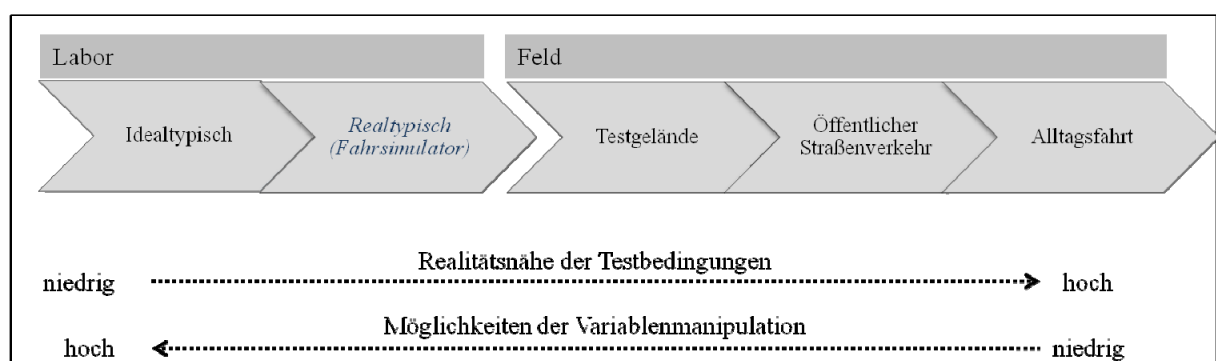 Labor
Feld
Idealtypisch
Realtypisch
(Fahrsimulator)
Testgelände
Öffentlicher
Straßenverkehr
Alltagsfahrt
Realitätsnähe der Testbedingungen
niedrig
hoch
Möglichkeiten der Variablenmanipulation
hoch
niedrig